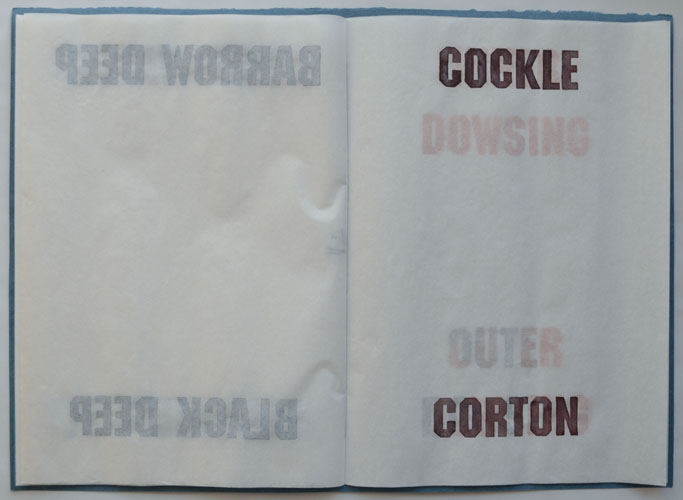 BARROW DEEP
BLACK DEEP
COCKLE
DOWSING
OUTER
CORTON